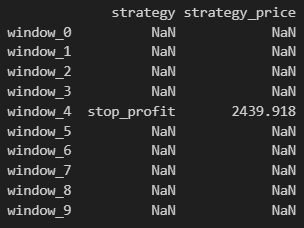 strategy strategy_price
window_0 NaN NaN
window_1 NaN NaN
window_2 NaN NaN
window_3 NaN NaN
window_4 stop_profit 2439.918
window_5 NaN NaN
window_6 NaN NaN
window_7 NaN NaN
window_8 NaN NaN
window_9 NaN NaN